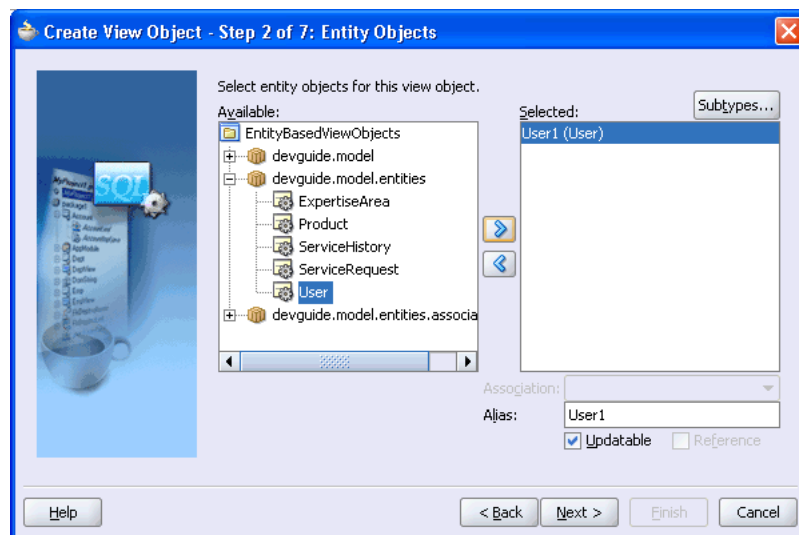 Create View Object - Step 2 of 7: Entity Objects
Select entity objects for this view object.
Available:
Selected:
Subtypes...
EntityBasedViewObjects
devguide.model
devguide.model.entities
ExpertiseArea
Product
ServiceHistory
ServiceRequest
User
devguide.model.entities.associa
User1 (User)
SQL
Association:
Alias:
User1
Updatable
Reference
Help
< Back
Next >
Finish
Cancel